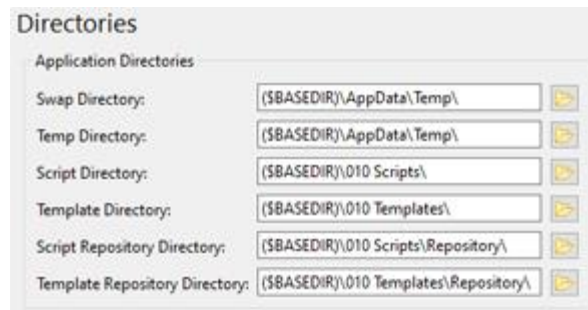 Directories
Application Directories
Swap Directory: ($BASEDIR)\AppData\Temp\
Temp Directory: ($BASEDIR)\AppData\Temp\
Script Directory: ($BASEDIR)\010 Scripts\
Template Directory: ($BASEDIR)\010 Templates\
Script Repository Directory: ($BASEDIR)\010 Scripts\Repository\
Template Repository Directory: ($BASEDIR)\010 Templates\Repository\